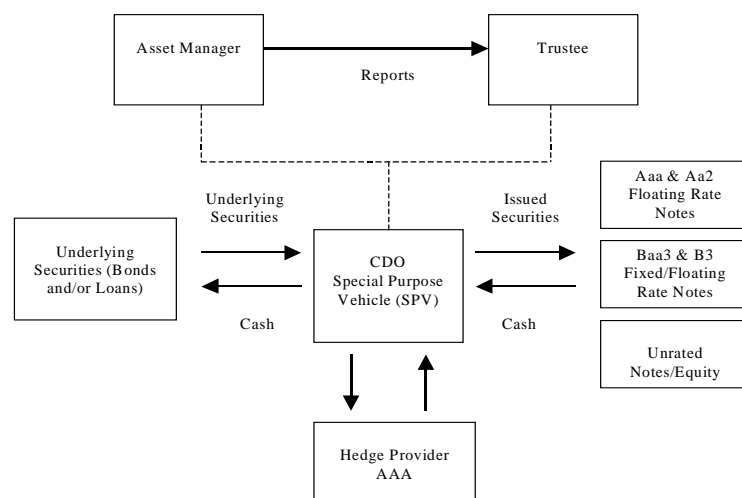 Asset Manager
Trustee
Reports
Underlying
Securities
Issued
Securities
Aaa & Aa2
Floating Rate
Notes
Underlying
Securities (Bonds
and/or Loans)
CDO
Special Purpose
Vehicle (SPV)
Baa3 & B3
Fixed/Floating
Rate Notes
Cash
Cash
Unrated
Notes/Equity
Hedge Provider
AAA